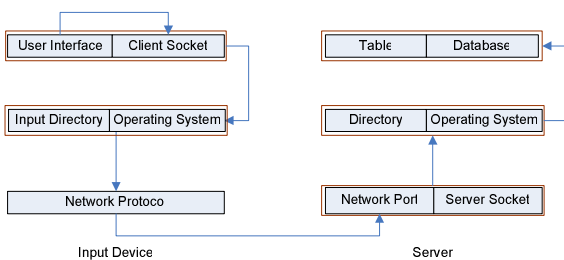 User Interface Client Socket
Table Database
Input Directory Operating System
Directory Operating System
Network Protoco
Network Port Server Socket
Input Device
Server